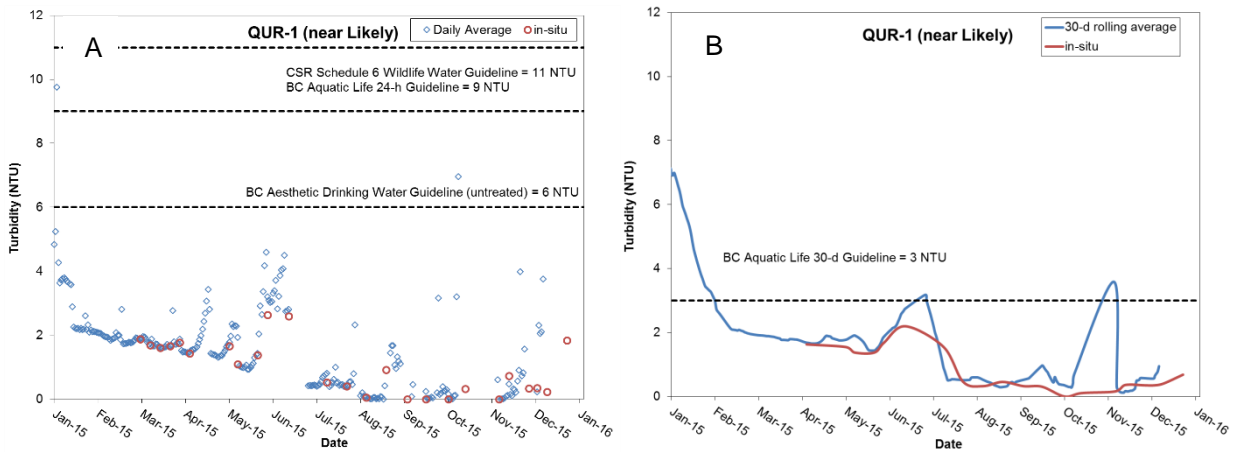 A
QUR-1 (near Likely)
Daily Average
in-situ
CSR Schedule 6 Wildlife Water Guideline = 11 NTU
BC Aquatic Life 24-h Guideline = 9 NTU
BC Aesthetic Drinking Water Guideline (untreated) = 6 NTU
Turbidity (NTU)
12
10
8
6
4
2
0
Jan-15
Feb-15
Mar-15
Apr-15
May-15
Jun-15
Jul-15
Aug-15
Sep-15
Oct-15
Nov-15
Dec-15
Jan-16
Date
B
QUR-1 (near Likely)
30-d rolling average
in-situ
BC Aquatic Life 30-d Guideline = 3 NTU
Turbidity (NTU)
12
10
8
6
4
2
0
Jan-15
Feb-15
Mar-15
Apr-15
May-15
Jun-15
Jul-15
Aug-15
Sep-15
Oct-15
Nov-15
Dec-15
Jan-16
Date